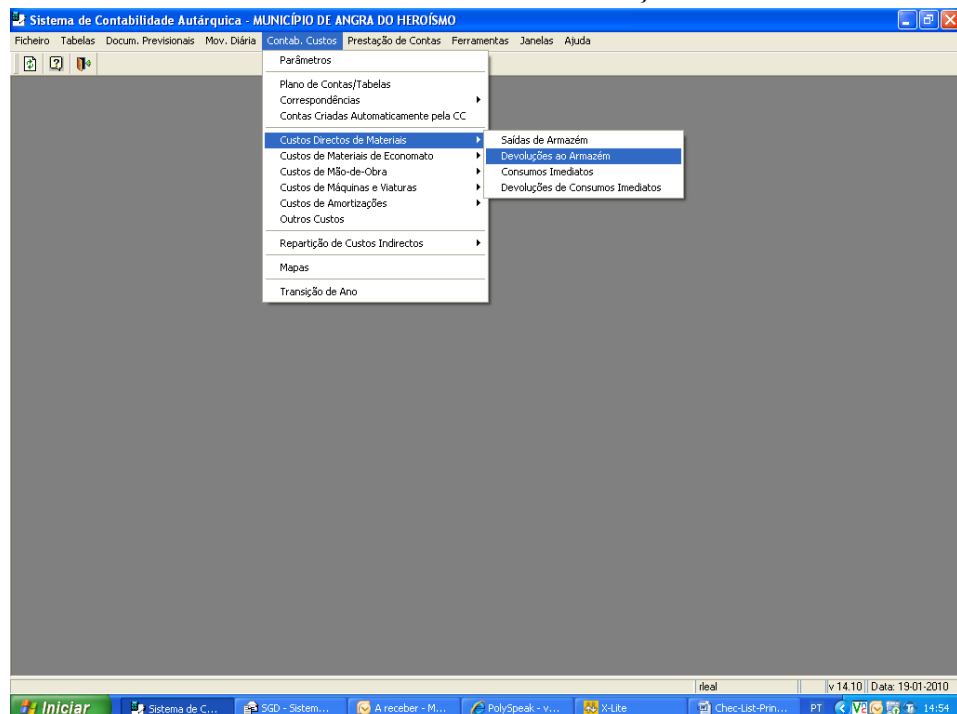 Sistema de Contabilidade Autárquica - MUNICÍPIO DE ANGRA DO HEROÍSMO
Ficheiro Tabelas Docum. Previsionais Mov. Diária Contab. Custos Prestação de Contas Ferramentas Janelas Ajuda
Parâmetros
Plano de Contas/Tabelas
Correspondências
Contas Criadas Automaticamente pela CC
Custos Directos de Materiais
Custos de Materiais de Economato
Custos de Mão-de-Obra
Custos de Máquinas e Viaturas
Custos de Amortizações
Outros Custos
Repartição de Custos Indirectos
Mapas
Transição de Ano
Saídas de Armazém
Devoluções ao Armazém
Consumos Imediatos
Devoluções de Consumos Imediatos
rleal v 14.10 Data: 19-01-2010
Iniciar Sistema de C... SGD - Sistem... A receber - M... PolySpeak - v... X-Lite Chec-List-Prin... PT 14:54